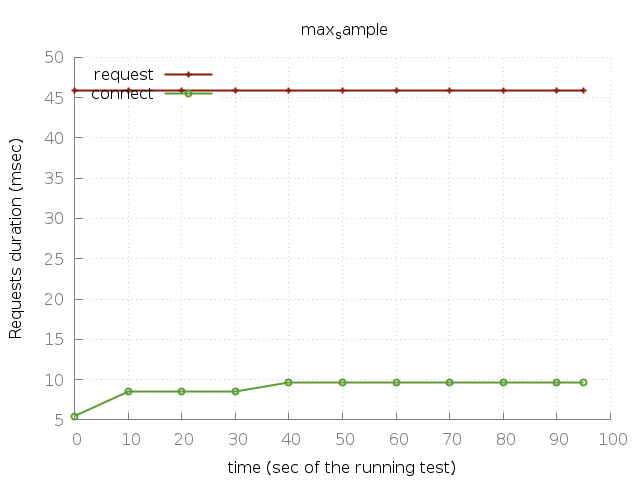 max_sample
50
45
40
35
30
25
20
15
10
5
request
connect
Requests duration (msec)
0 10 20 30 40 50 60 70 80 90 100
time (sec of the running test)